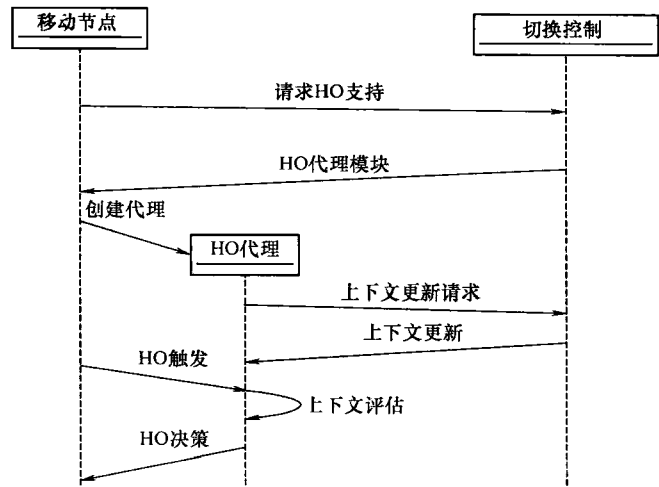 移动节点
切换控制
请求HO支持
HO代理模块
创建代理
HO代理
上下文更新请求
上下文更新
HO触发
上下文评估
HO决策